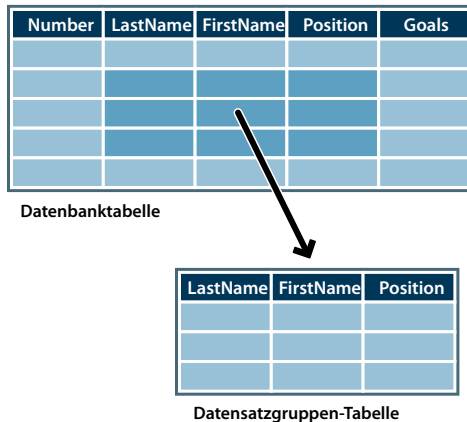 Number LastName FirstName Position Goals
Datenbanktabelle
LastName FirstName Position
Datensatzgruppen-Tabelle